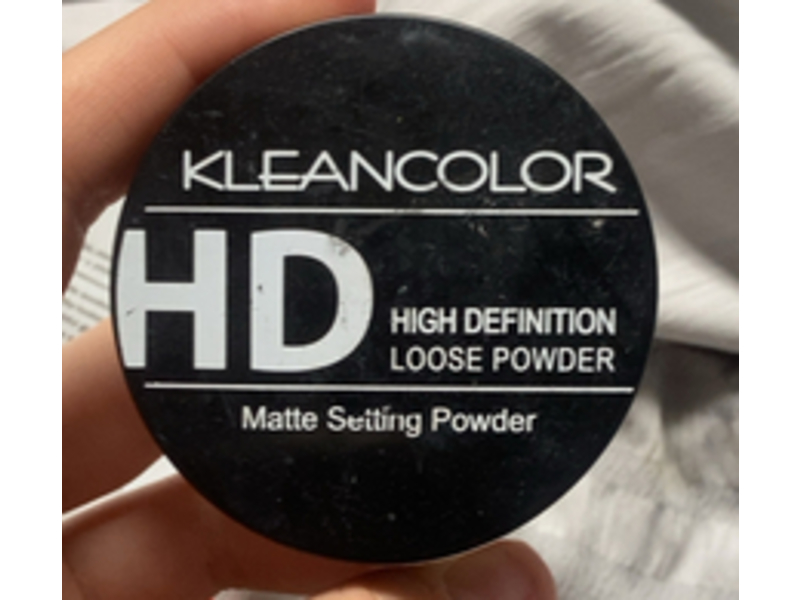 KLEANCOLOR
HD
HIGH DEFINITION
LOOSE POWDER
Matte Setting Powder